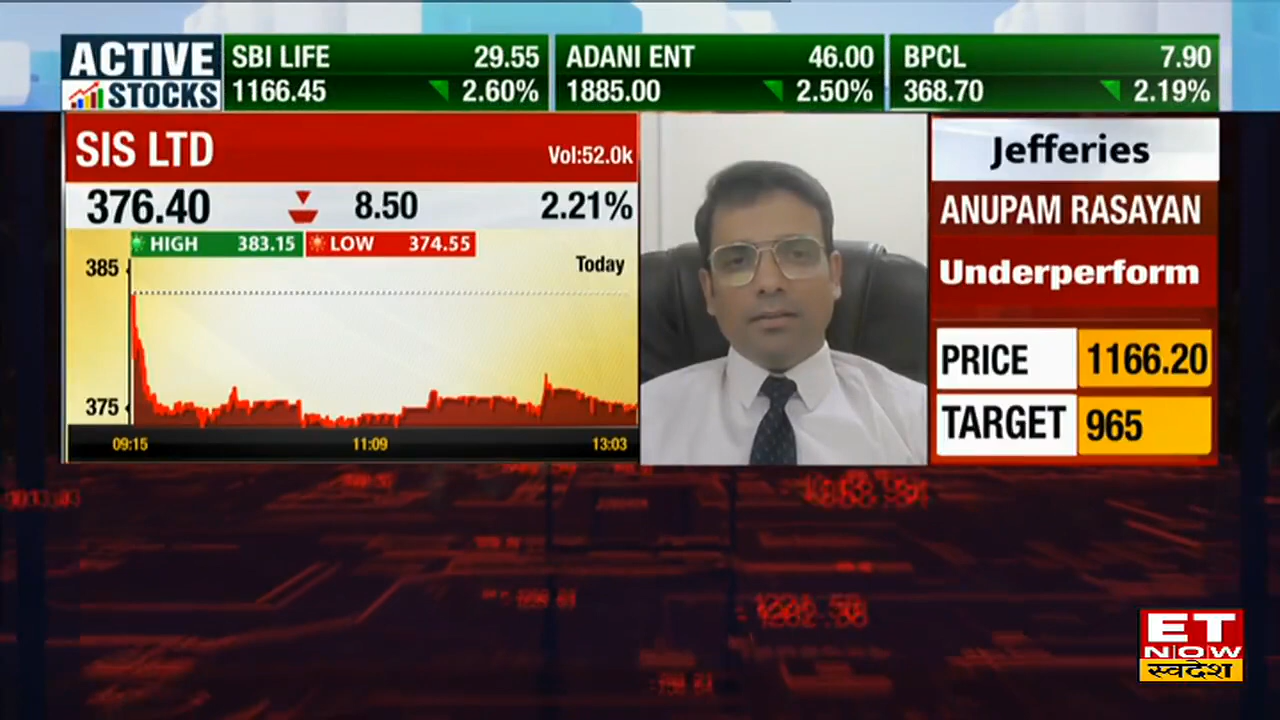 ACTIVE
STOCKS
SBI LIFE 29.55
1166.45 2.60%
ADANI ENT 46.00
1885.00 2.50%
BPCL 7.90
368.70 2.19%
SIS LTD Vol:52.0k
376.40 8.50 2.21%
HIGH 383.15 LOW 374.55
385 Today
375
09:15 11:09 13:03
Jefferies
ANUPAM RASAYAN
Underperform
PRICE 1166.20
TARGET 965
ET
NOW
स्वदेश